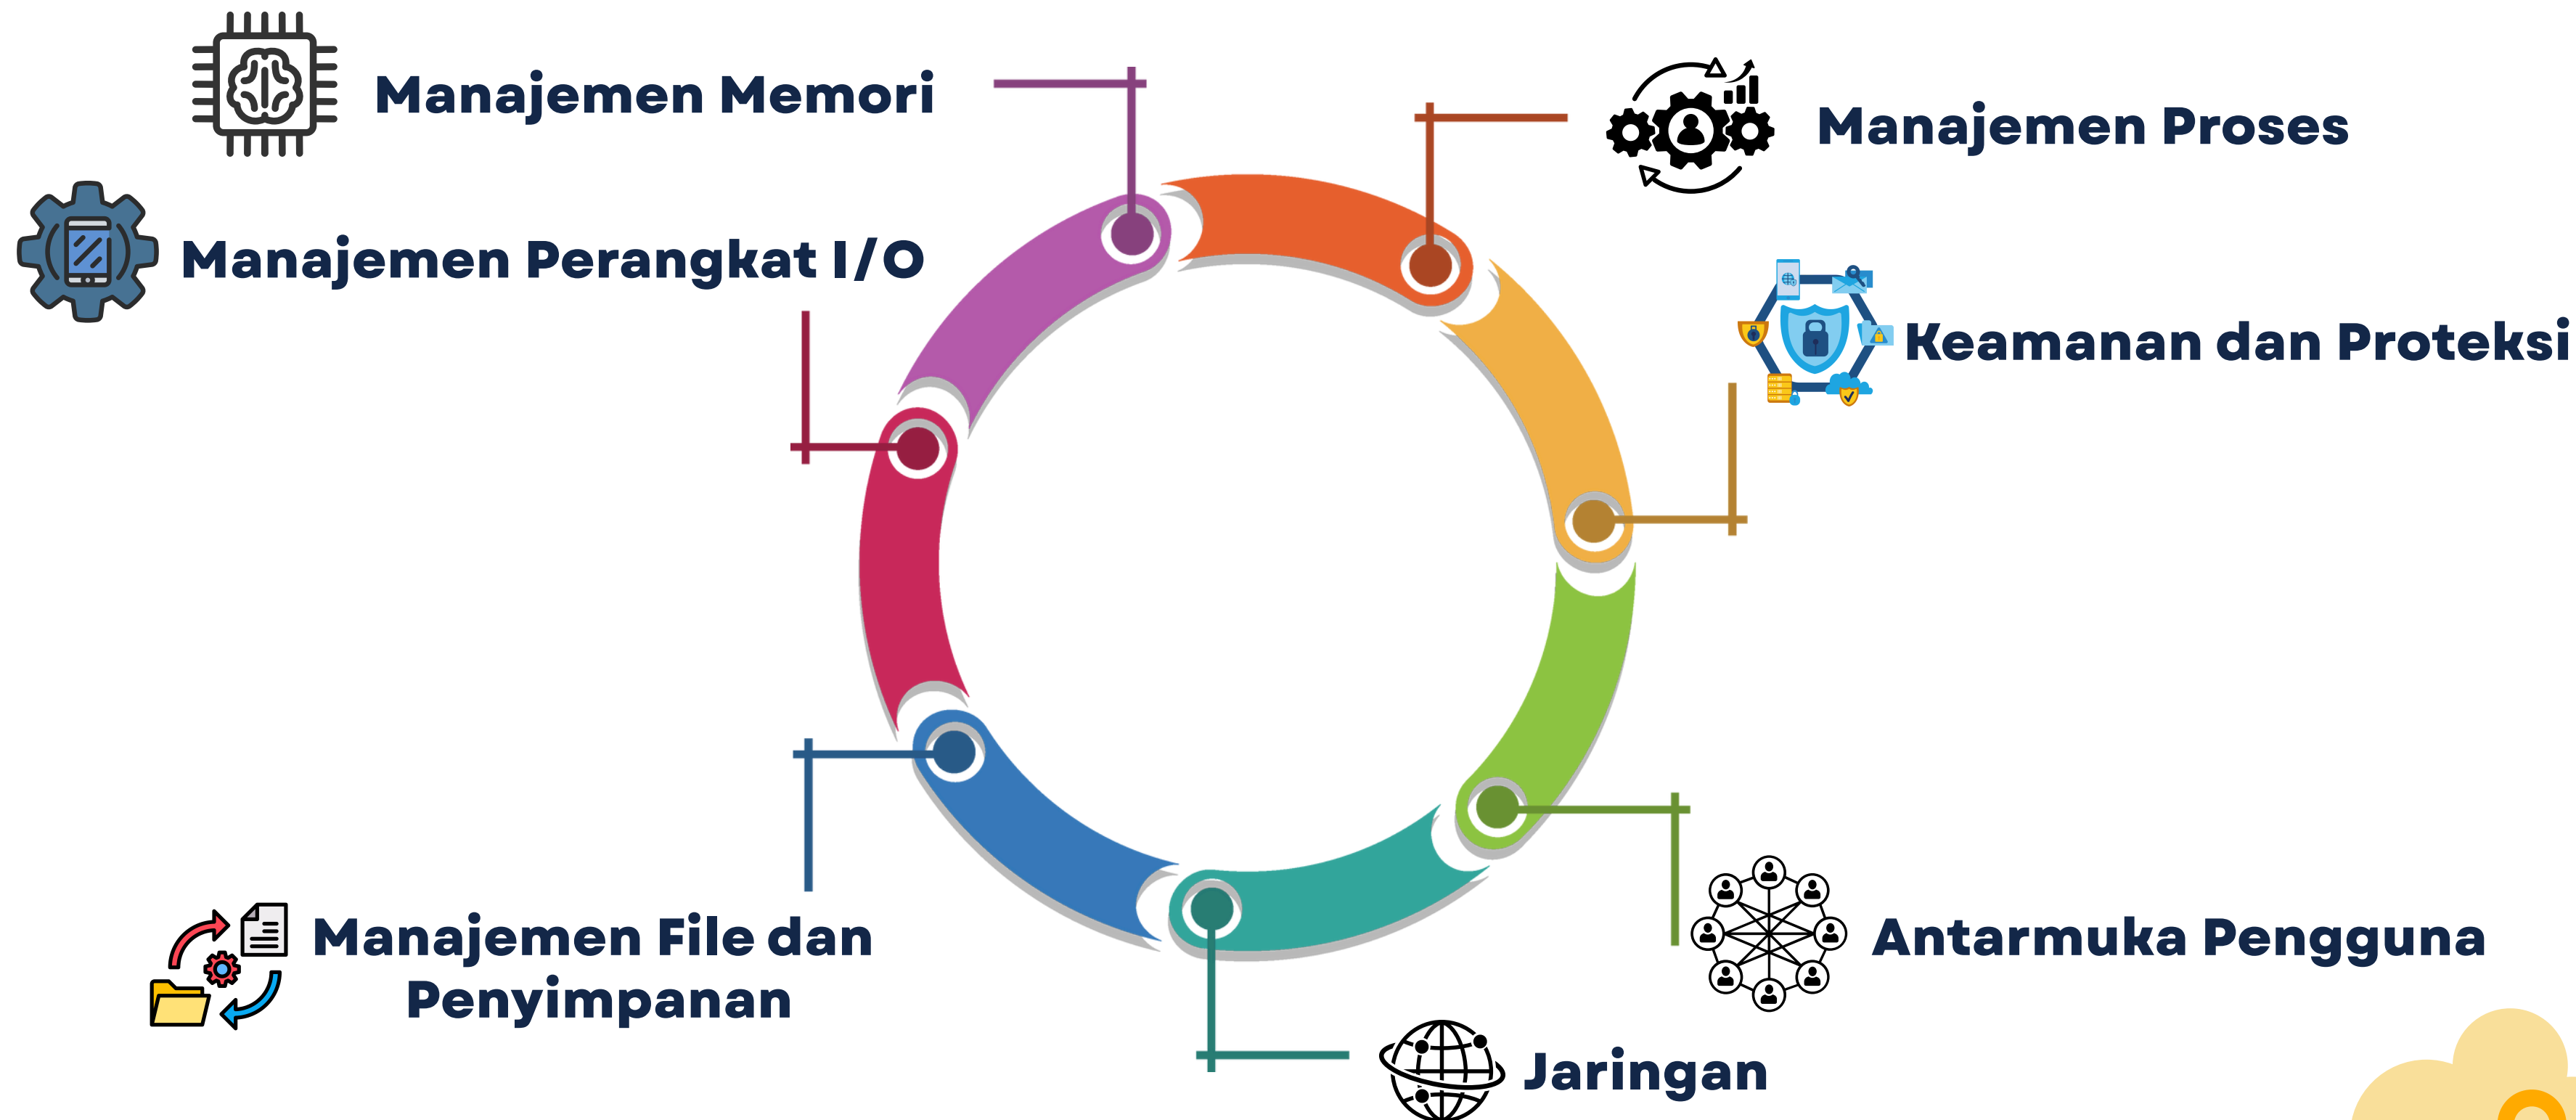 Manajemen Memori
Manajemen Proses
Manajemen Perangkat I/O
Keamanan dan Proteksi
Manajemen File dan
Penyimpanan
Antarmuka Pengguna
Jaringan